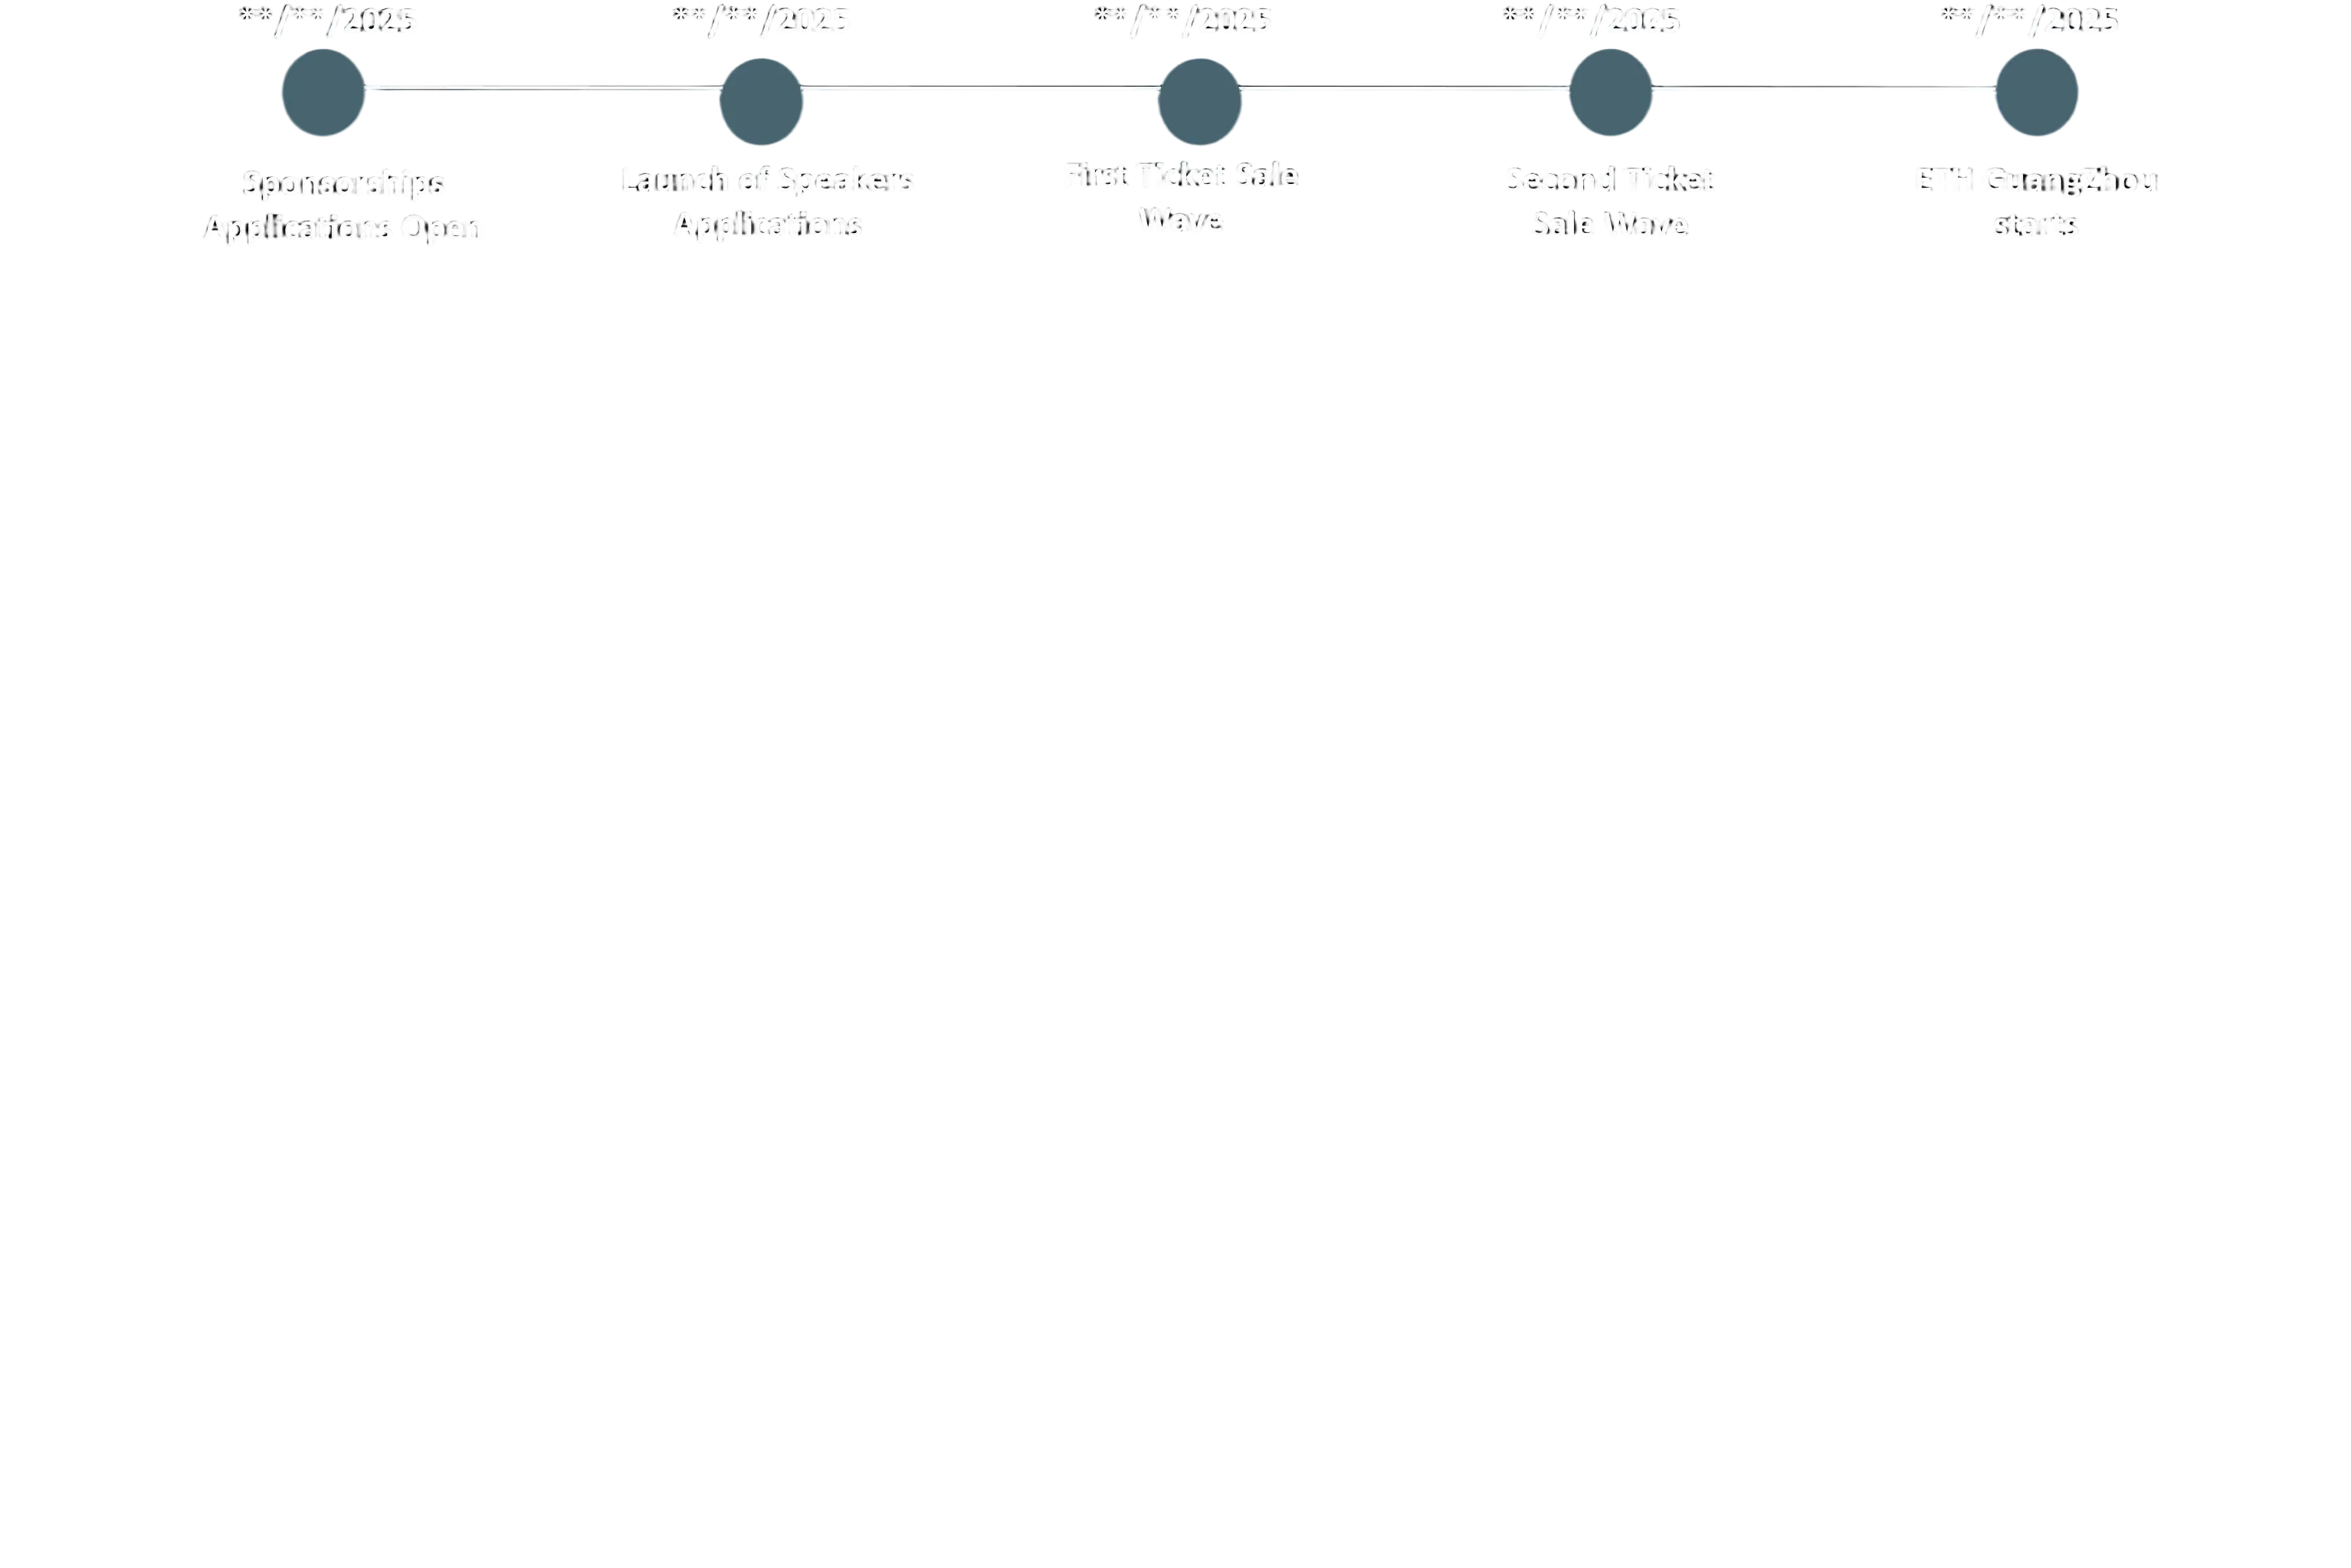 **/**/2025
**/**/2025
**/**/2025
**/**/2025
**/**/2025
Sponsorships
Applications Open
Launch of Speakers
Applications
First Ticket Sale
Wave
Second Ticket
Sale Wave
ETH GuangZhou
starts